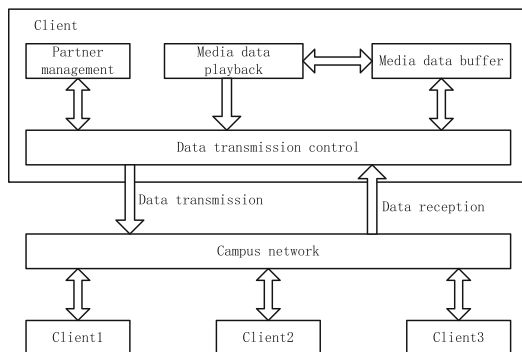 Client
Partner
management
Media data
playback
Media data buffer
Data transmission control
Data transmission
Data reception
Campus network
Client1
Client2
Client3